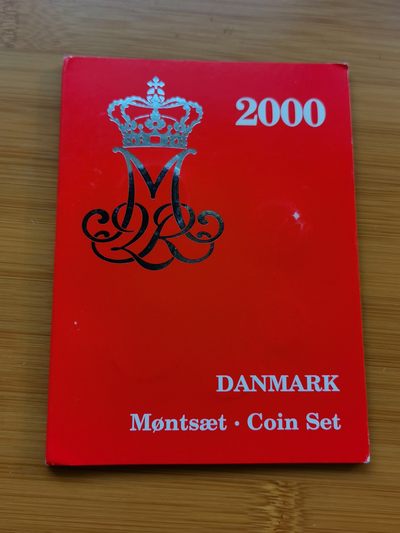 2000
DANMARK
Møntsæt · Coin Set